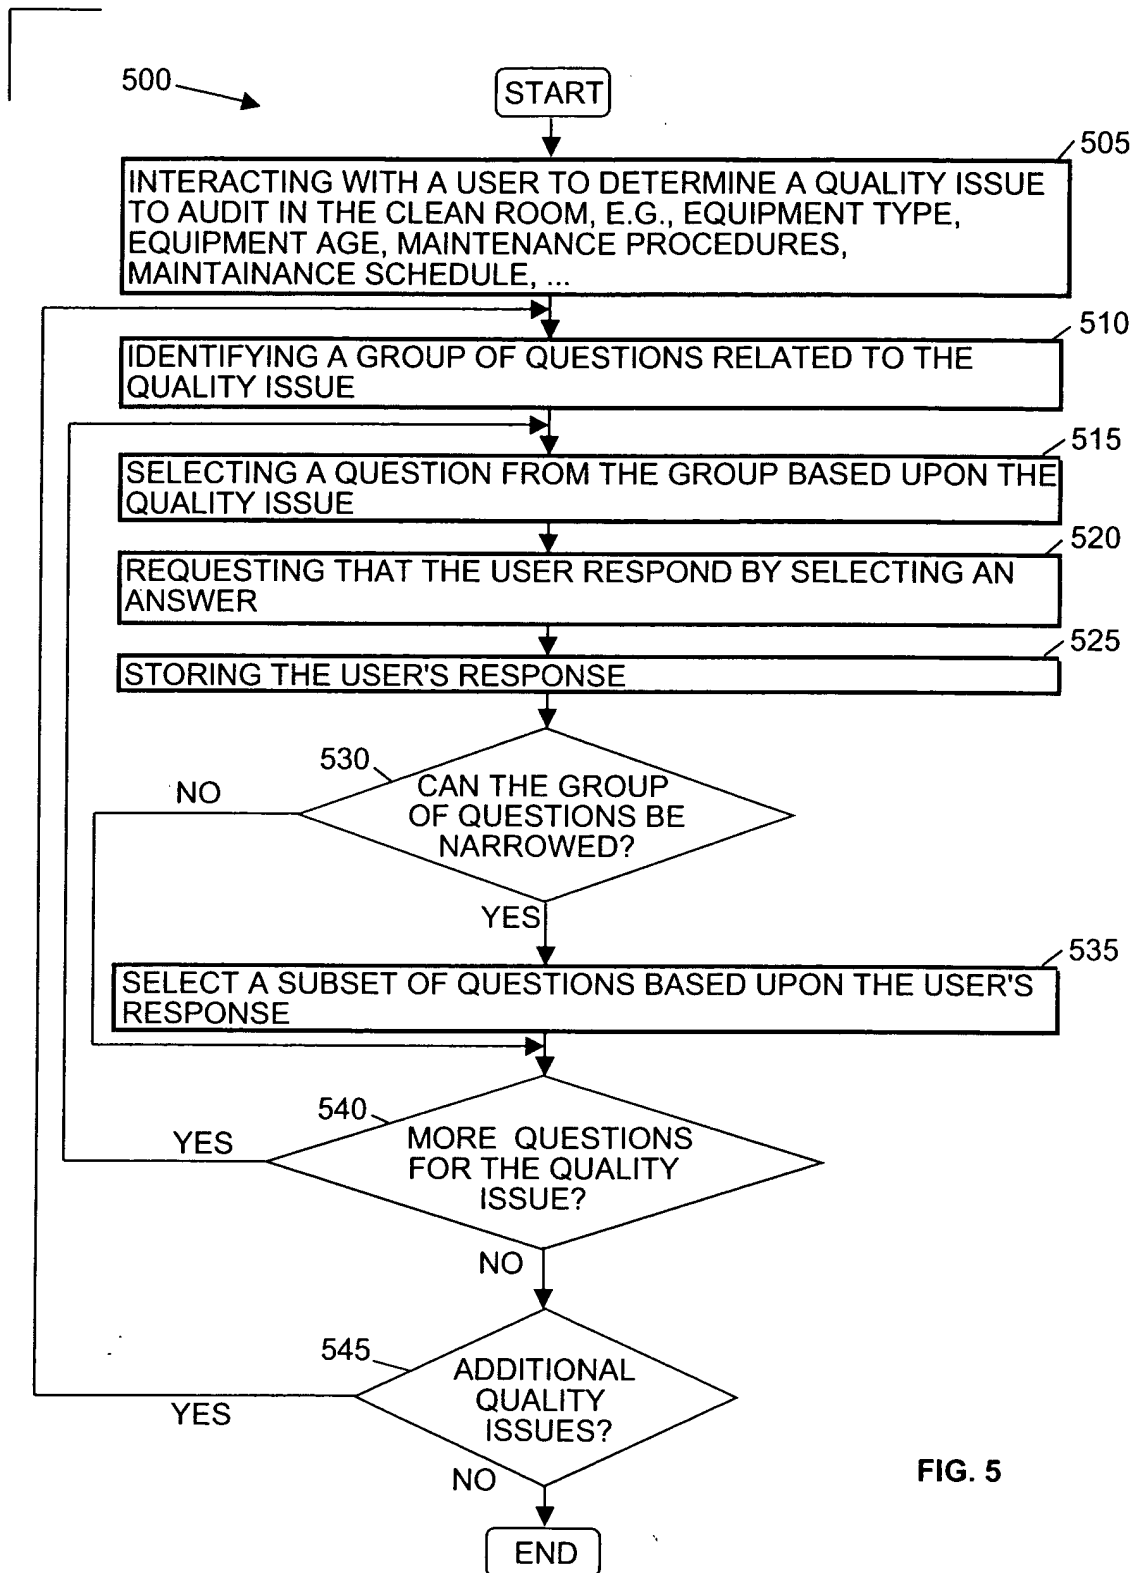 500
START
505
INTERACTING WITH A USER TO DETERMINE A QUALITY ISSUE
TO AUDIT IN THE CLEAN ROOM, E.G., EQUIPMENT TYPE,
EQUIPMENT AGE, MAINTENANCE PROCEDURES,
MAINTAINANCE SCHEDULE, ...
510
IDENTIFYING A GROUP OF QUESTIONS RELATED TO THE
QUALITY ISSUE
515
SELECTING A QUESTION FROM THE GROUP BASED UPON THE
QUALITY ISSUE
520
REQUESTING THAT THE USER RESPOND BY SELECTING AN
ANSWER
525
STORING THE USER'S RESPONSE
530
NO
CAN THE GROUP
OF QUESTIONS BE
NARROWED?
YES
535
SELECT A SUBSET OF QUESTIONS BASED UPON THE USER'S
RESPONSE
540
YES
MORE QUESTIONS
FOR THE QUALITY
ISSUE?
NO
545
YES
ADDITIONAL
QUALITY
ISSUES?
NO
FIG. 5
END